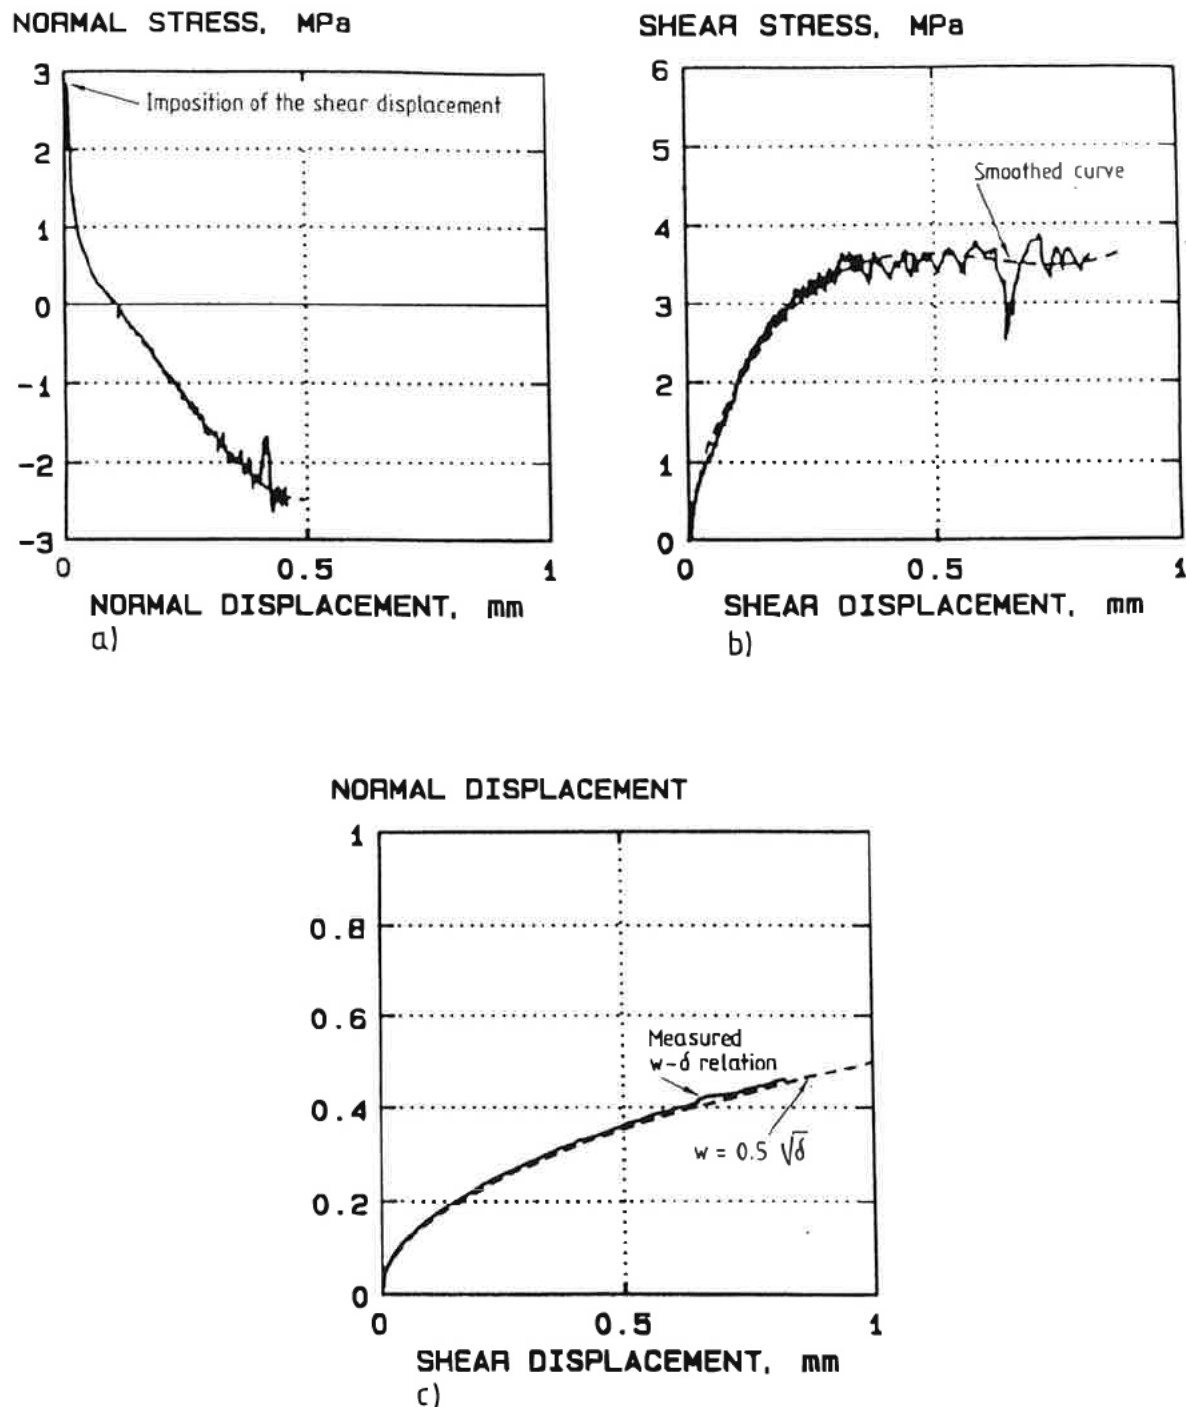 NORMAL STRESS, MPa
3
Imposition of the shear displacement
2
1
0
-1
-2
-3
0 0.5 1
NORMAL DISPLACEMENT, mm
a)
SHEAR STRESS, MPa
6
5
Smoothed curve
4
3
2
1
0
0 0.5 1
SHEAR DISPLACEMENT, mm
b)
NORMAL DISPLACEMENT
1
0.8
0.6
Measured
w-δ relation
0.4
w = 0.5 √δ
0.2
0
0 0.5 1
SHEAR DISPLACEMENT, mm
c)